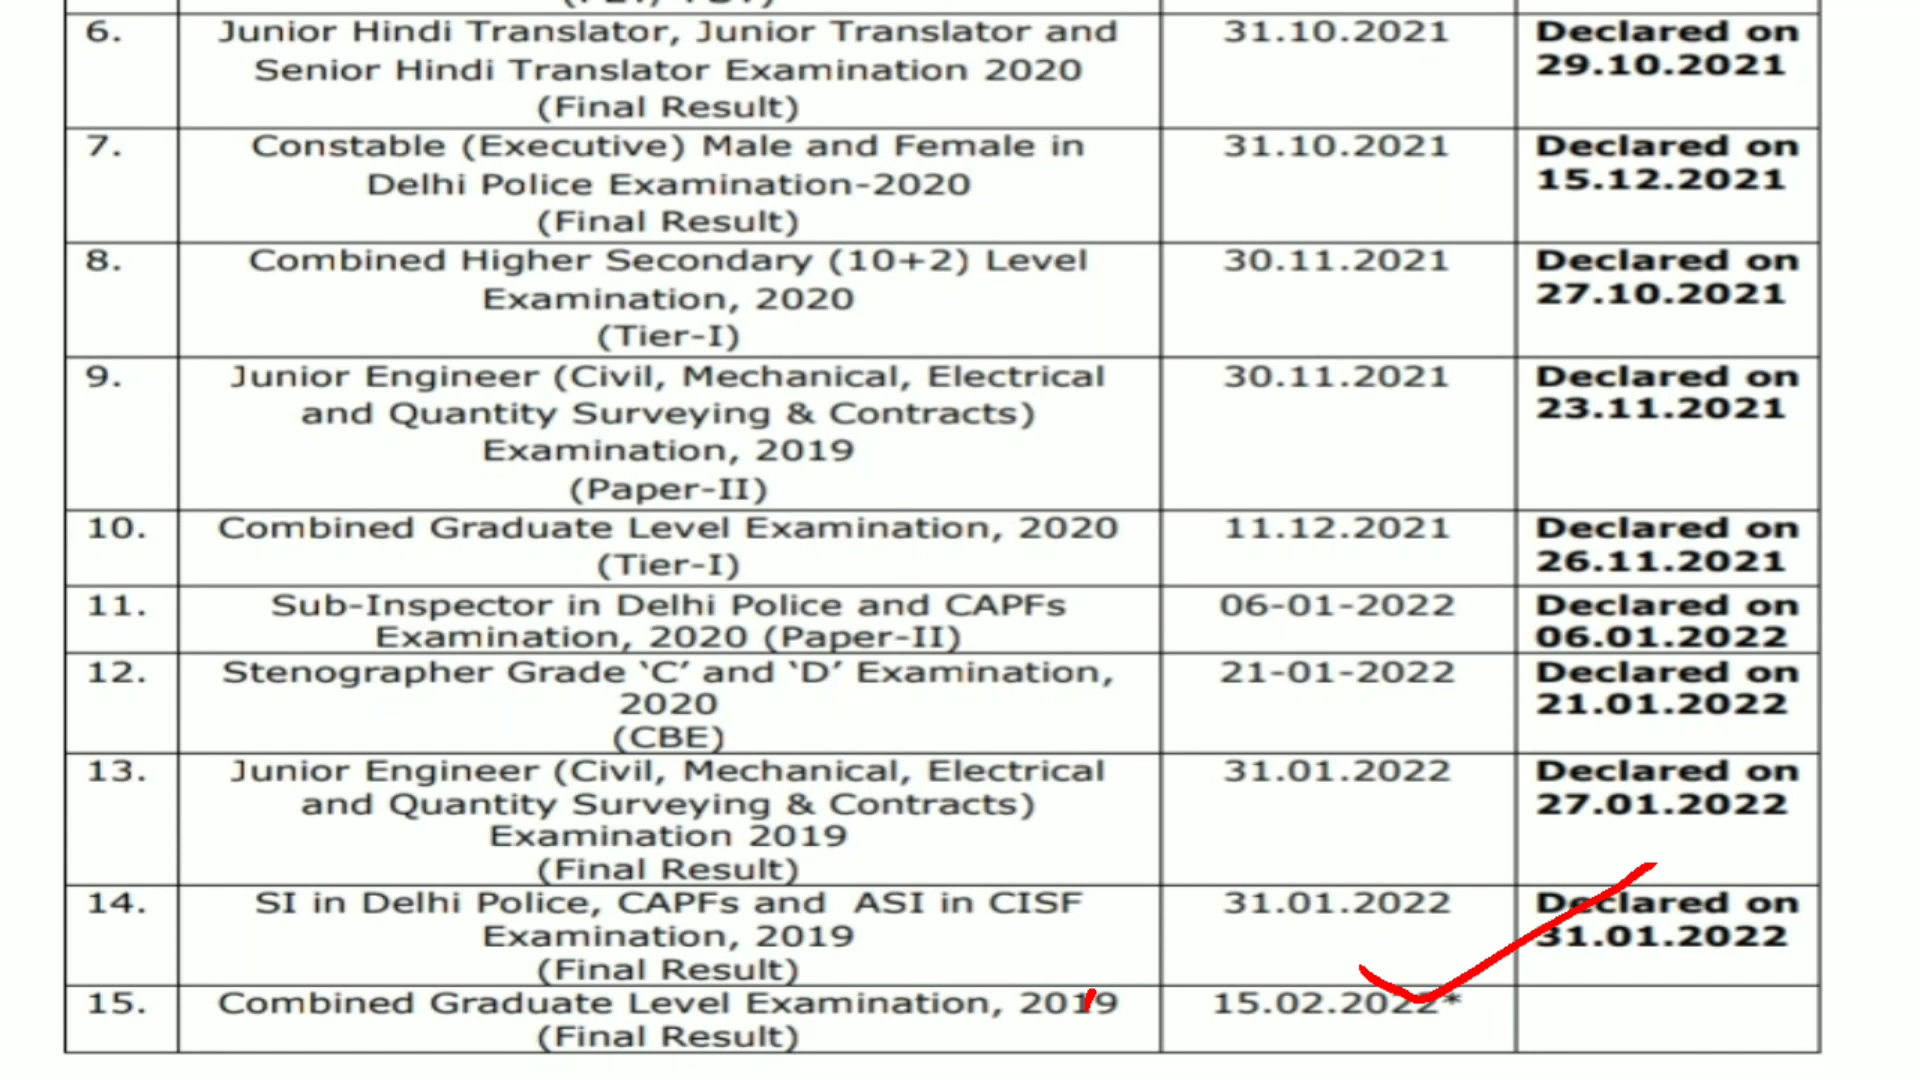 6. Junior Hindi Translator, Junior Translator and 31.10.2021 Declared on
Senior Hindi Translator Examination 2020 29.10.2021
(Final Result)
7. Constable (Executive) Male and Female in 31.10.2021 Declared on
Delhi Police Examination-2020 15.12.2021
(Final Result)
8. Combined Higher Secondary (10+2) Level 30.11.2021 Declared on
Examination, 2020 27.10.2021
(Tier-I)
9. Junior Engineer (Civil, Mechanical, Electrical 30.11.2021 Declared on
and Quantity Surveying & Contracts) 23.11.2021
Examination, 2019
(Paper-II)
10. Combined Graduate Level Examination, 2020 11.12.2021 Declared on
(Tier-I) 26.11.2021
11. Sub-Inspector in Delhi Police and CAPFs 06-01-2022 Declared on
Examination, 2020 (Paper-II) 06.01.2022
12. Stenographer Grade ‘C’ and ‘D’ Examination, 21-01-2022 Declared on
2020 21.01.2022
(CBE)
13. Junior Engineer (Civil, Mechanical, Electrical 31.01.2022 Declared on
and Quantity Surveying & Contracts) 27.01.2022
Examination 2019
(Final Result)
14. SI in Delhi Police, CAPFs and ASI in CISF 31.01.2022 Declared on
Examination, 2019 31.01.2022
(Final Result)
15. Combined Graduate Level Examination, 2019 15.02.2022*
(Final Result)